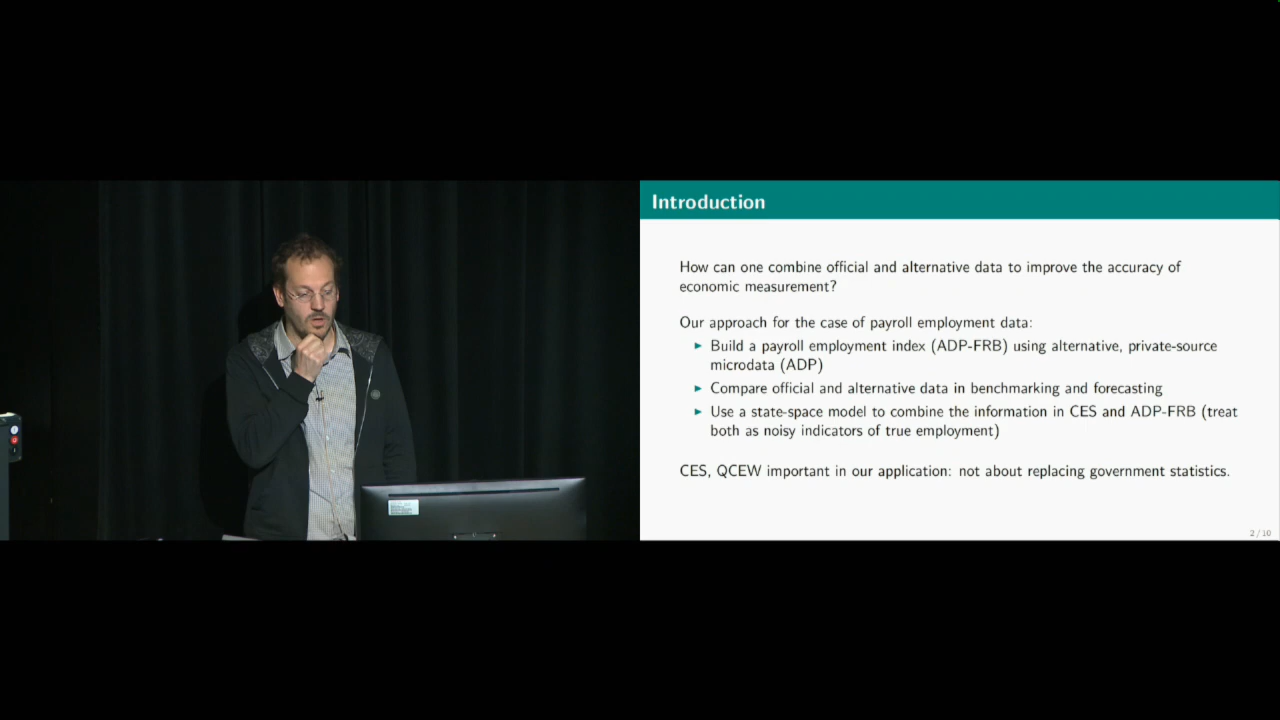 Introduction
How can one combine official and alternative data to improve the accuracy of
economic measurement?
Our approach for the case of payroll employment data:
▶ Build a payroll employment index (ADP-FRB) using alternative, private-source
microdata (ADP)
▶ Compare official and alternative data in benchmarking and forecasting
▶ Use a state-space model to combine the information in CES and ADP-FRB (treat
both as noisy indicators of true employment)
CES, QCEW important in our application: not about replacing government statistics.
2 / 10